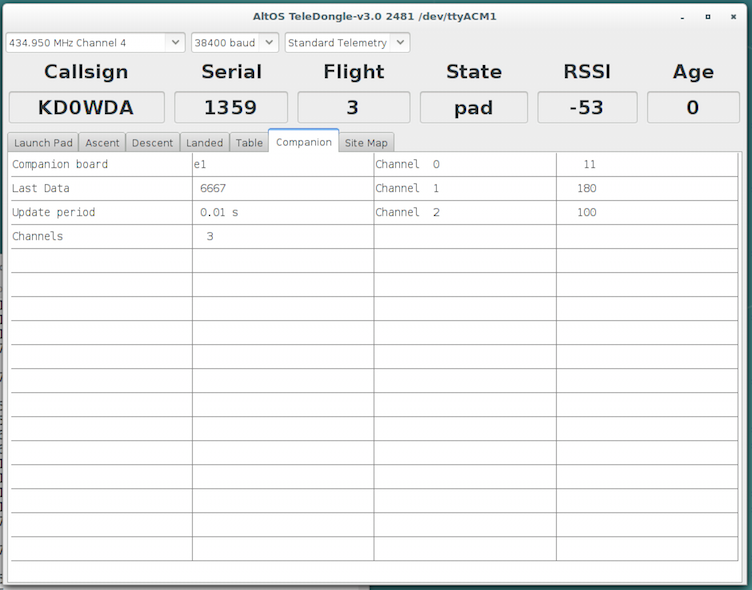 AltOS TeleDongle-v3.0 2481 /dev/ttyACM1
434.950 MHz Channel 4 38400 baud Standard Telemetry
Callsign Serial Flight State RSSI Age
KD0WDA 1359 3 pad -53 0
Launch Pad Ascent Descent Landed Table Companion Site Map
Companion board e1 Channel 0 11
Last Data 6667 Channel 1 180
Update period 0.01 s Channel 2 100
Channels 3